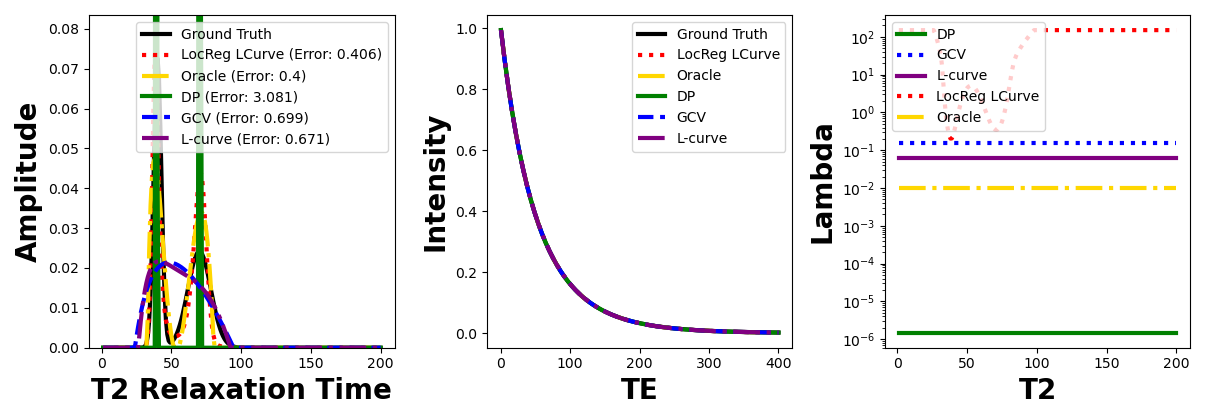 0.08
0.07
0.06
0.05
0.04
0.03
0.02
0.01
0.00
Amplitude
0 50 100 150 200
T2 Relaxation Time
Ground Truth
LocReg LCurve (Error: 0.406)
Oracle (Error: 0.4)
DP (Error: 3.081)
GCV (Error: 0.699)
L-curve (Error: 0.671)
1.0
0.8
0.6
0.4
0.2
0.0
Intensity
0 100 200 300 400
TE
Ground Truth
LocReg LCurve
Oracle
DP
GCV
L-curve
10²
10¹
10⁰
10⁻¹
10⁻²
10⁻³
10⁻⁴
10⁻⁵
10⁻⁶
Lambda
0 50 100 150 200
T2
DP
GCV
L-curve
LocReg LCurve
Oracle